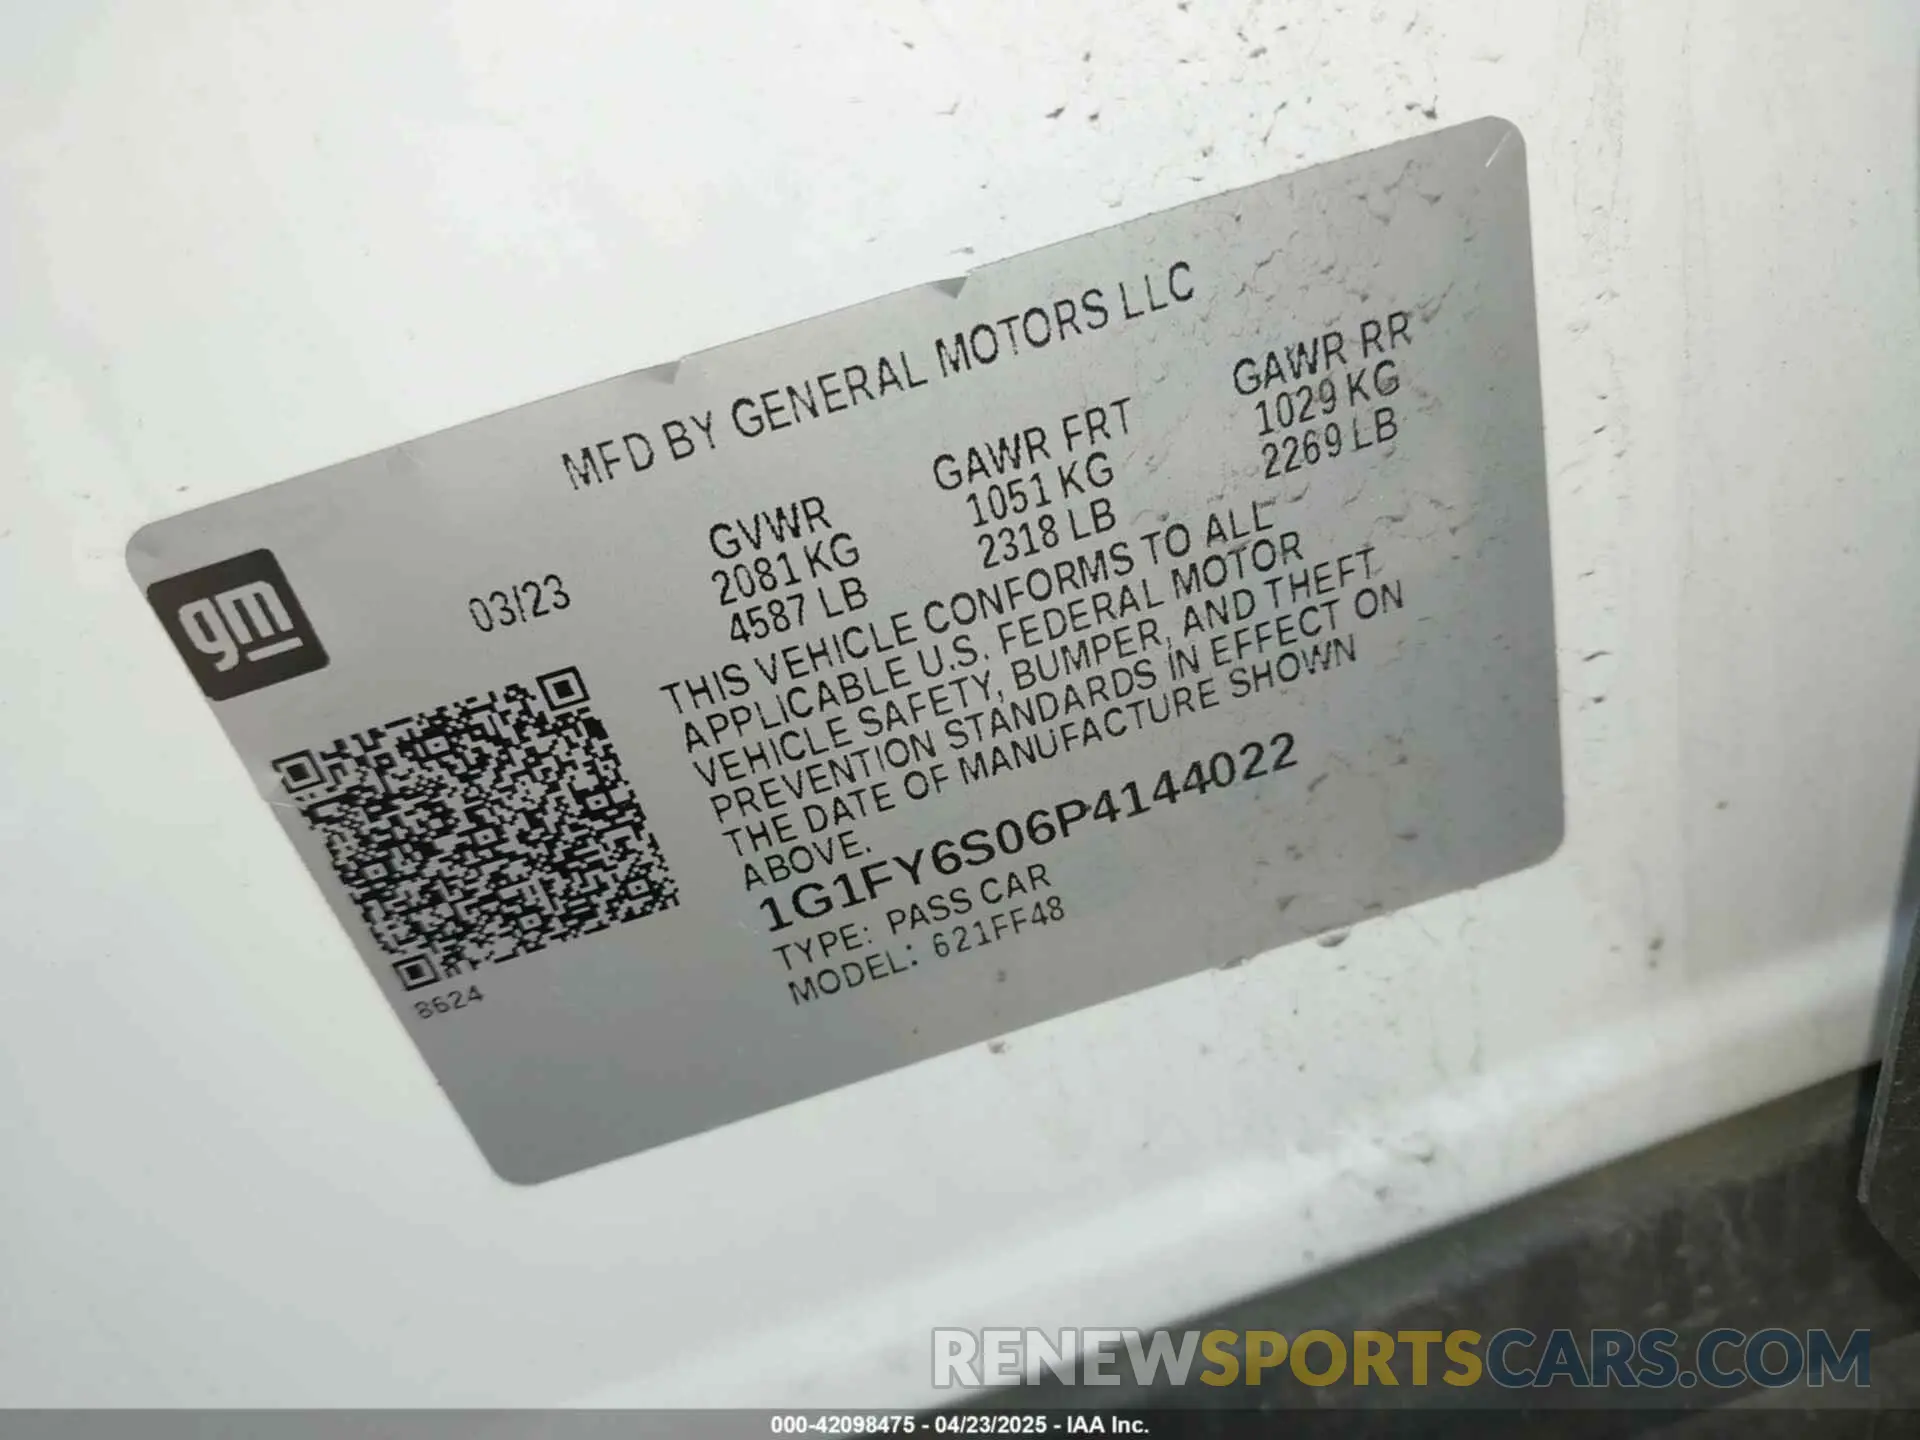 MFD BY GENERAL MOTORS LLC
gm
03/23
GVWR
2081 KG
4587 LB
GAWR FRT
1051 KG
2318 LB
GAWR RR
1029 KG
2269 LB
THIS VEHICLE CONFORMS TO ALL
APPLICABLE U.S. FEDERAL MOTOR
VEHICLE SAFETY, BUMPER, AND THEFT
PREVENTION STANDARDS IN EFFECT ON
THE DATE OF MANUFACTURE SHOWN
ABOVE.
1G1FY6S06P4144022
TYPE: PASS CAR
MODEL: 621FF48
8624
RENEWSPORTSCARS.COM
000-42098475 - 04/23/2025 - IAA Inc.